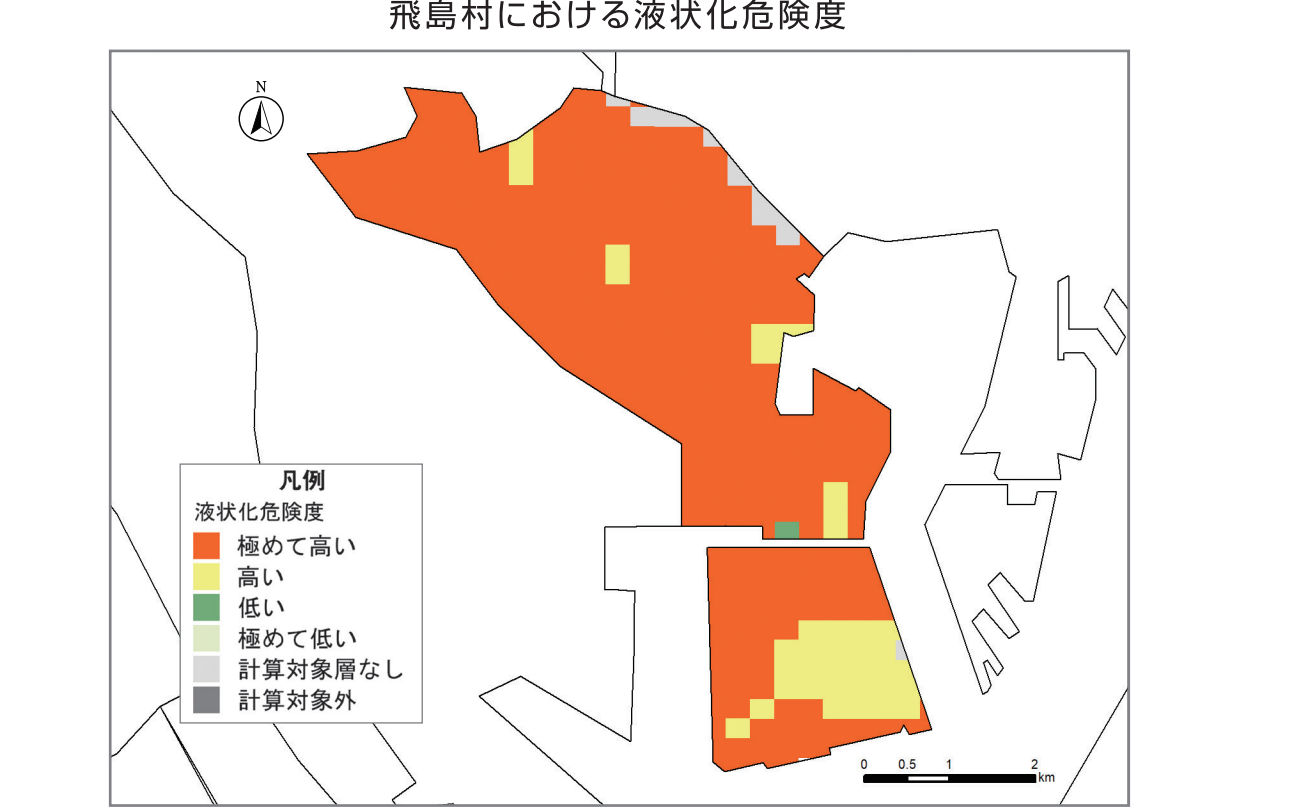 飛島村における液状化危険度
N
凡例
液状化危険度
極めて高い
高い
低い
極めて低い
計算対象層なし
計算対象外
0 0.5 1 2
km